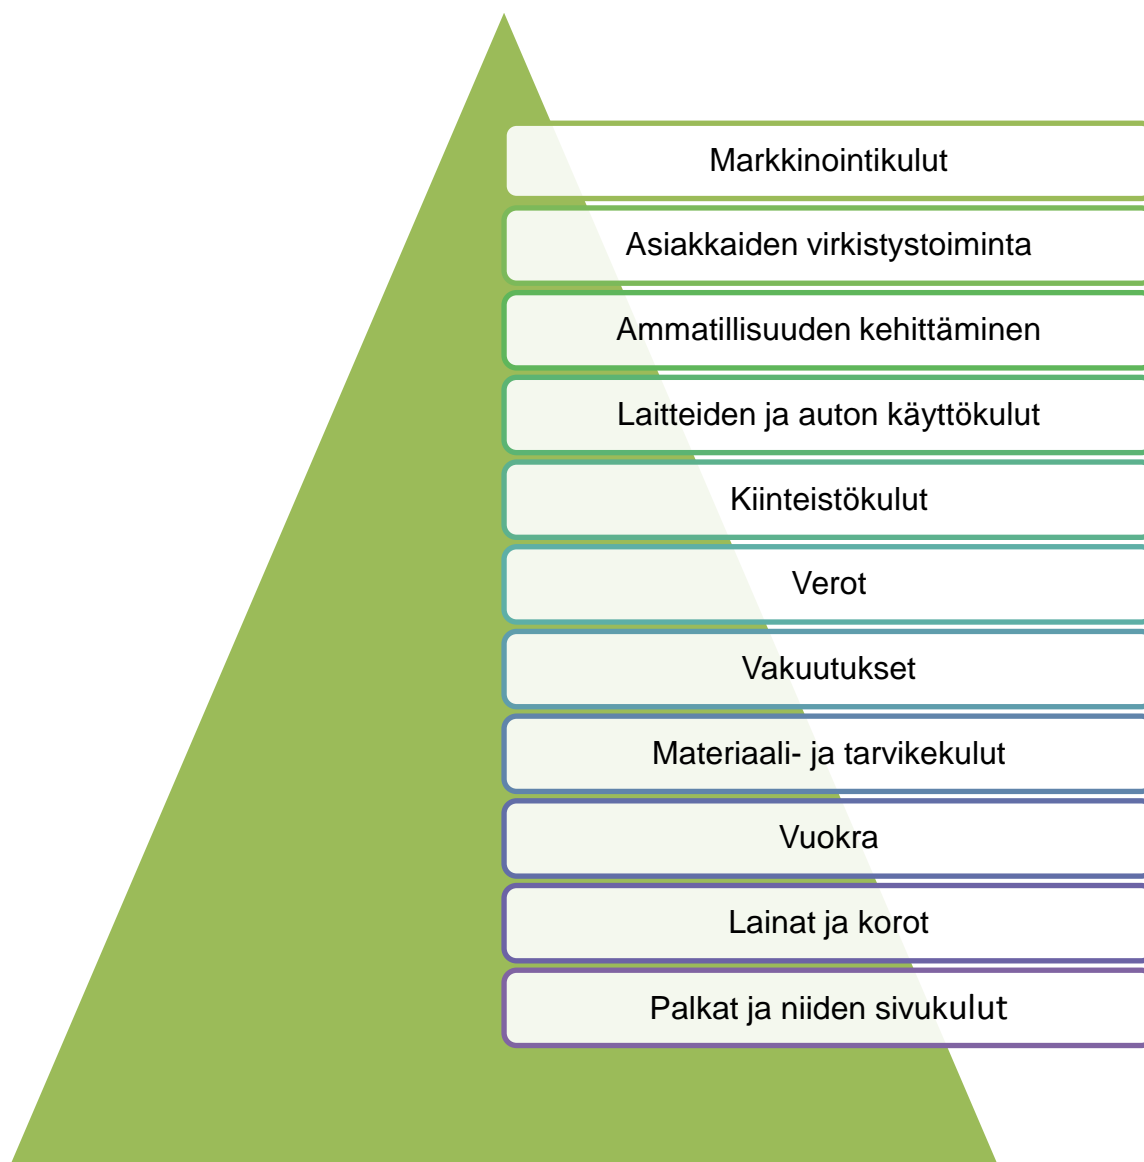 Markkinointikulut
Asiakkaiden virkistystoiminta
Ammatillisuuden kehittäminen
Laitteiden ja auton käyttökulut
Kiinteistökulut
Verot
Vakuutukset
Materiaali- ja tarvikekulut
Vuokra
Lainat ja korot
Palkat ja niiden sivukulut